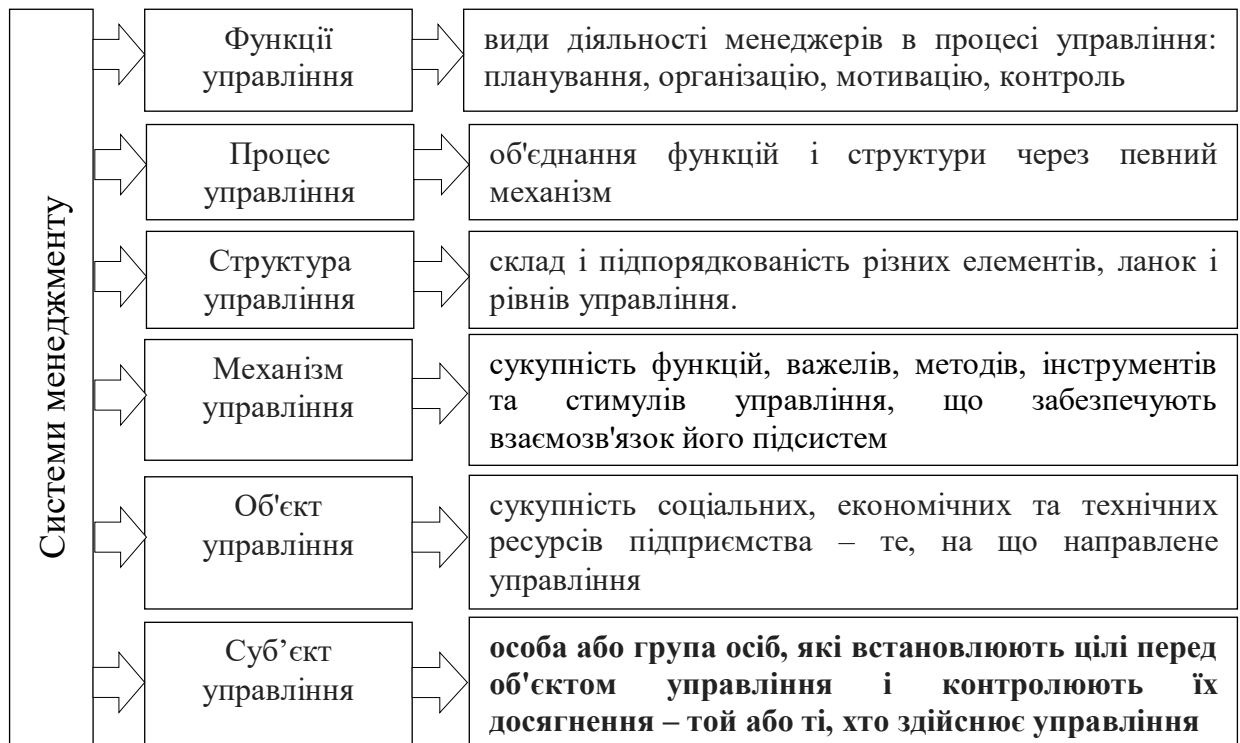 Системи менеджменту
Функції
управління
види діяльності менеджерів в процесі управління:
планування, організацію, мотивацію, контроль
Процес
управління
об'єднання функцій і структури через певний
механізм
Структура
управління
склад і підпорядкованість різних елементів, ланок і
рівнів управління.
Механізм
управління
сукупність функцій, важелів, методів, інструментів
та стимулів управління, що забезпечують
взаємозв'язок його підсистем
Об'єкт
управління
сукупність соціальних, економічних та технічних
ресурсів підприємства – те, на що направлене
управління
Суб’єкт
управління
особа або група осіб, які встановлюють цілі перед
об'єктом управління і контролюють їх
досягнення – той або ті, хто здійснює управління